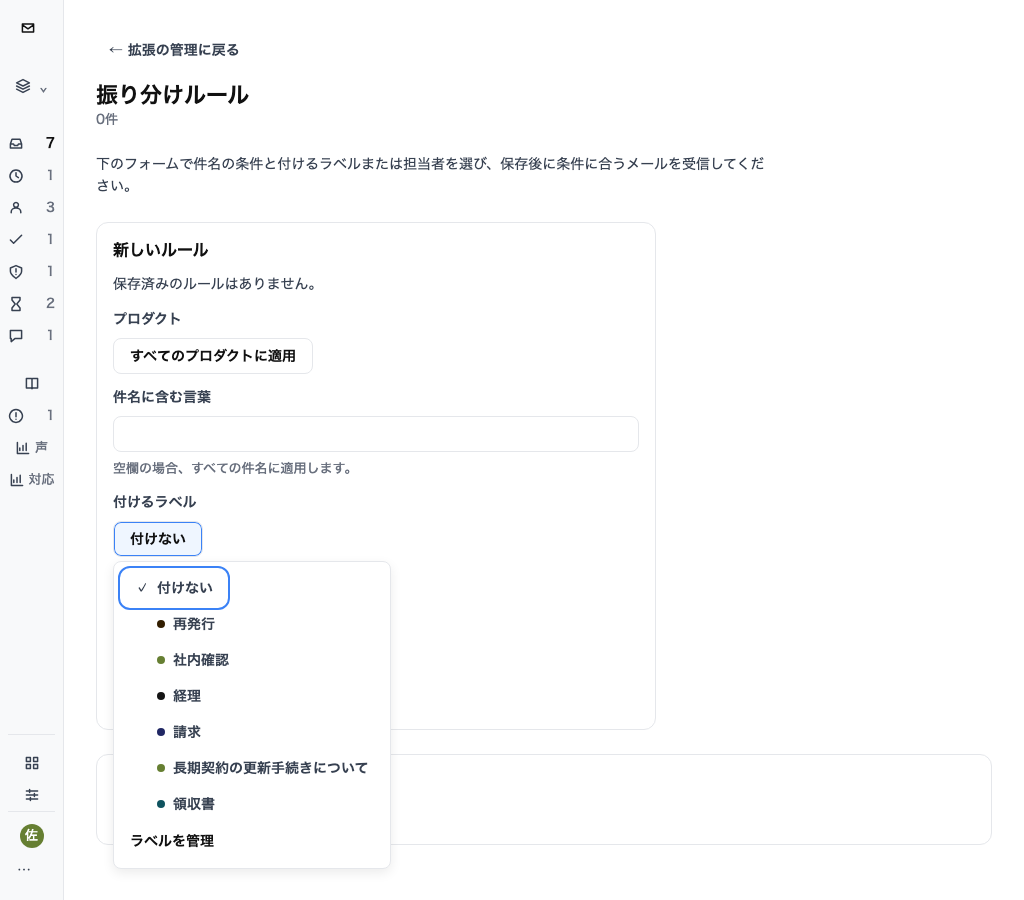 7
1
3
1
1
2
1
1
声
対応
佐
…
← 拡張の管理に戻る
振り分けルール
0件
下のフォームで件名の条件と付けるラベルまたは担当者を選び、保存後に条件に合うメールを受信してくだ
さい。
新しいルール
保存済みのルールはありません。
プロダクト
すべてのプロダクトに適用
件名に含む言葉
空欄の場合、すべての件名に適用します。
付けるラベル
付けない
✓ 付けない
再発行
社内確認
経理
請求
長期契約の更新手続きについて
領収書
ラベルを管理